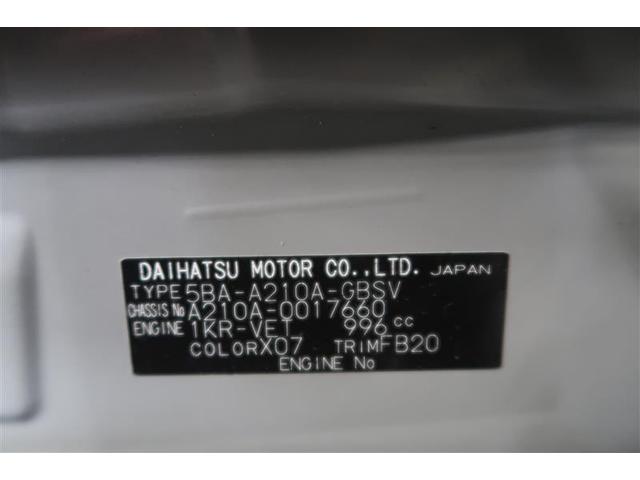 DAIHATSU MOTOR CO.,LTD. JAPAN
TYPE 5BA-A210A-GBSV
CHASSIS No A210A-0017660
ENGINE 1KR-VET 996 cc
COLOR X07 TRIM FB20
ENGINE No